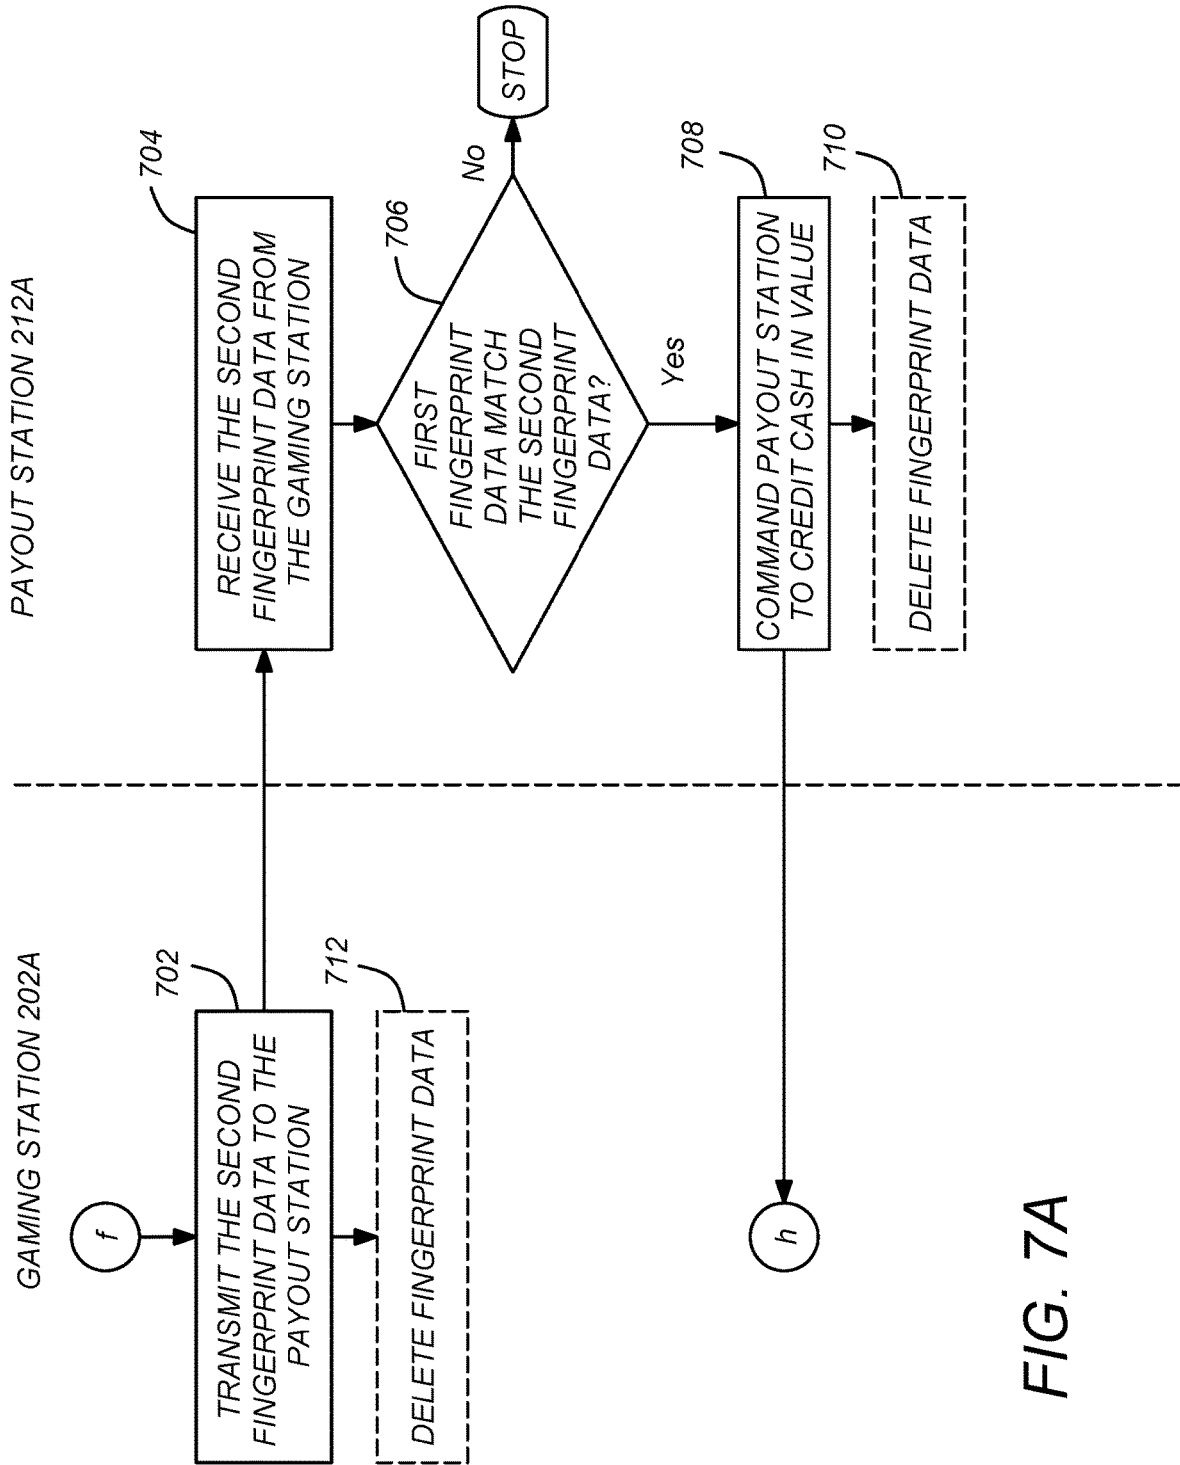 GAMING STATION 202A
PAYOUT STATION 212A
f
702
TRANSMIT THE SECOND
FINGERPRINT DATA TO THE
PAYOUT STATION
712
DELETE FINGERPRINT DATA
704
RECEIVE THE SECOND
FINGERPRINT DATA FROM
THE GAMING STATION
706
FIRST
FINGERPRINT
DATA MATCH
THE SECOND
FINGERPRINT
DATA?
No
STOP
Yes
708
COMMAND PAYOUT STATION
TO CREDIT CASH IN VALUE
710
DELETE FINGERPRINT DATA
h
FIG. 7A